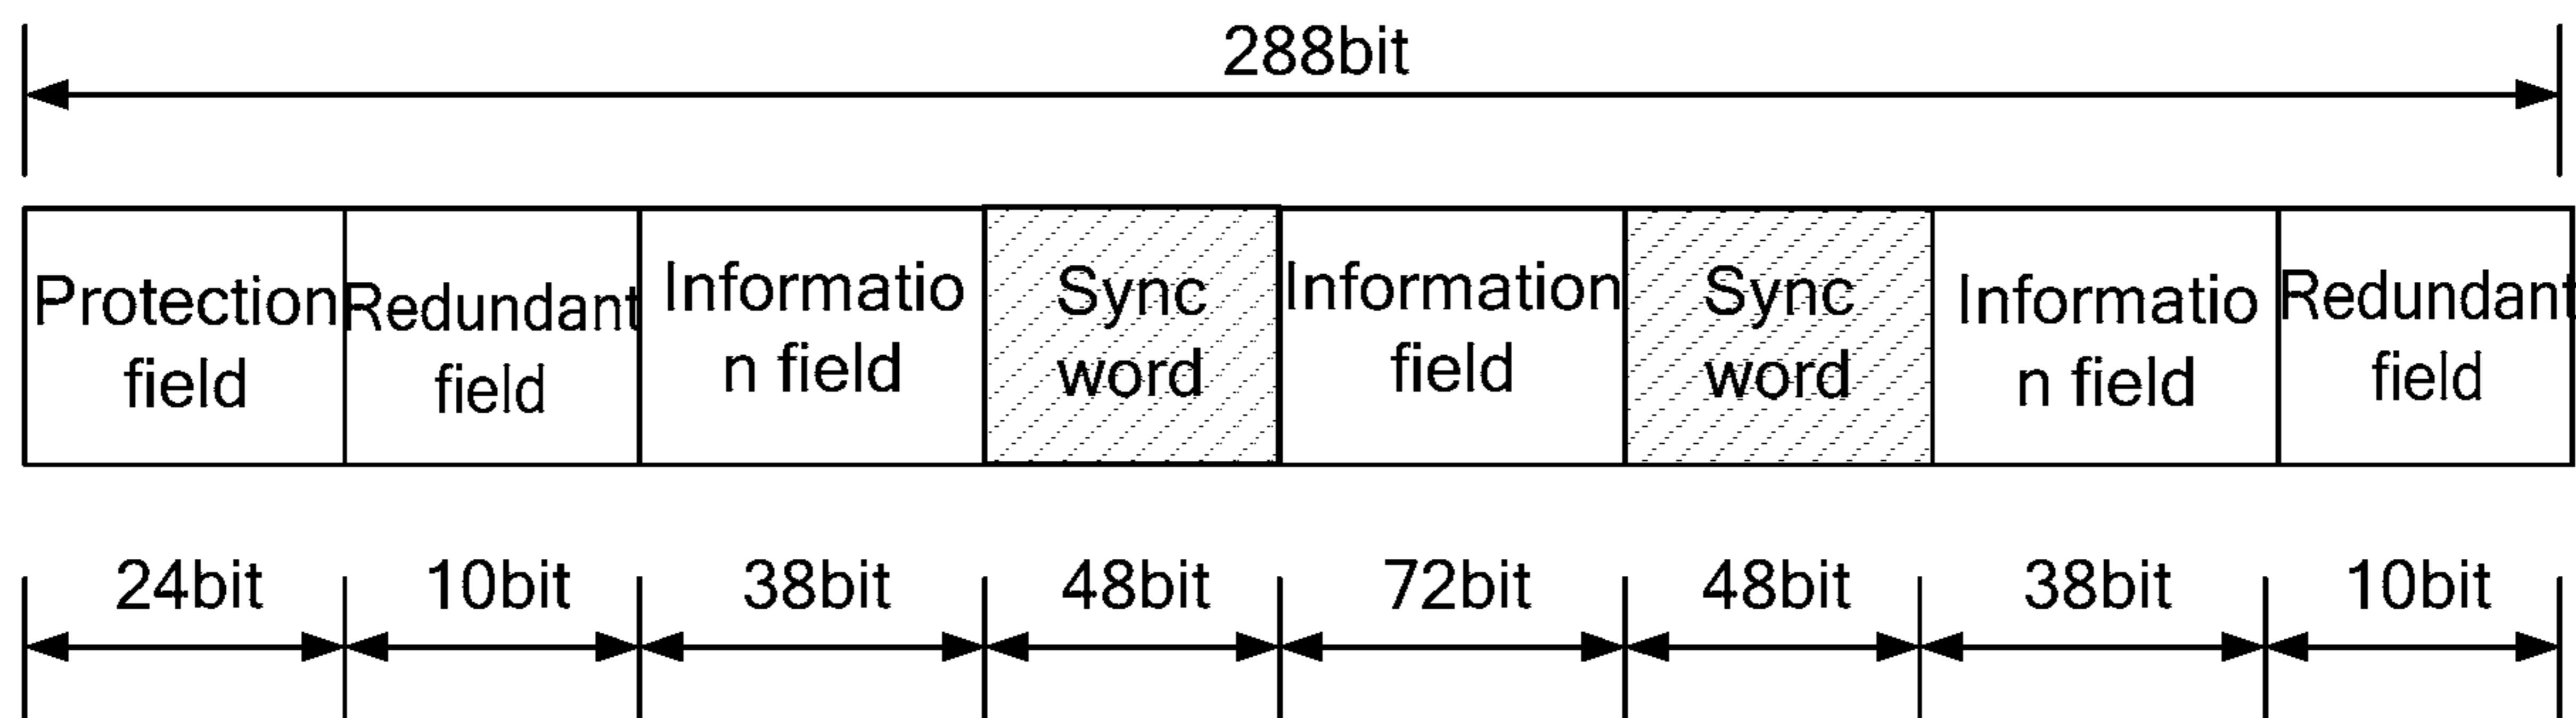 288bit
Protection
field
Redundant
field
Informatio
n field
Sync
word
Information
field
Sync
word
Informatio
n field
Redundant
field
24bit
10bit
38bit
48bit
72bit
48bit
38bit
10bit